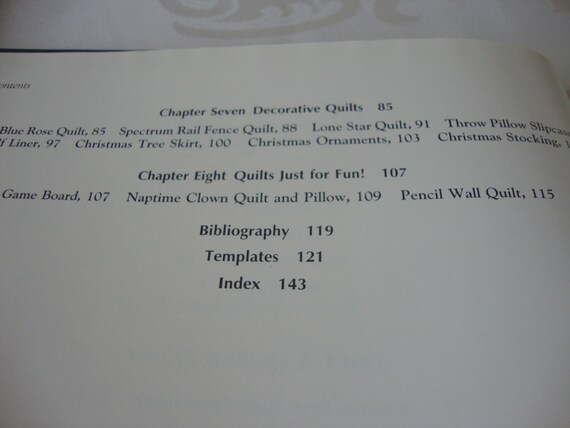 Chapter Seven Decorative Quilts 85
Blue Rose Quilt, 85 Spectrum Rail Fence Quilt, 88 Lone Star Quilt, 91 Throw Pillow
Liner, 97 Christmas Tree Skirt, 100 Christmas Ornaments, 103 Christmas Stocking,
Chapter Eight Quilts Just for Fun! 107
Game Board, 107 Naptime Clown Quilt and Pillow, 109 Pencil Wall Quilt, 115
Bibliography 119
Templates 121
Index 143